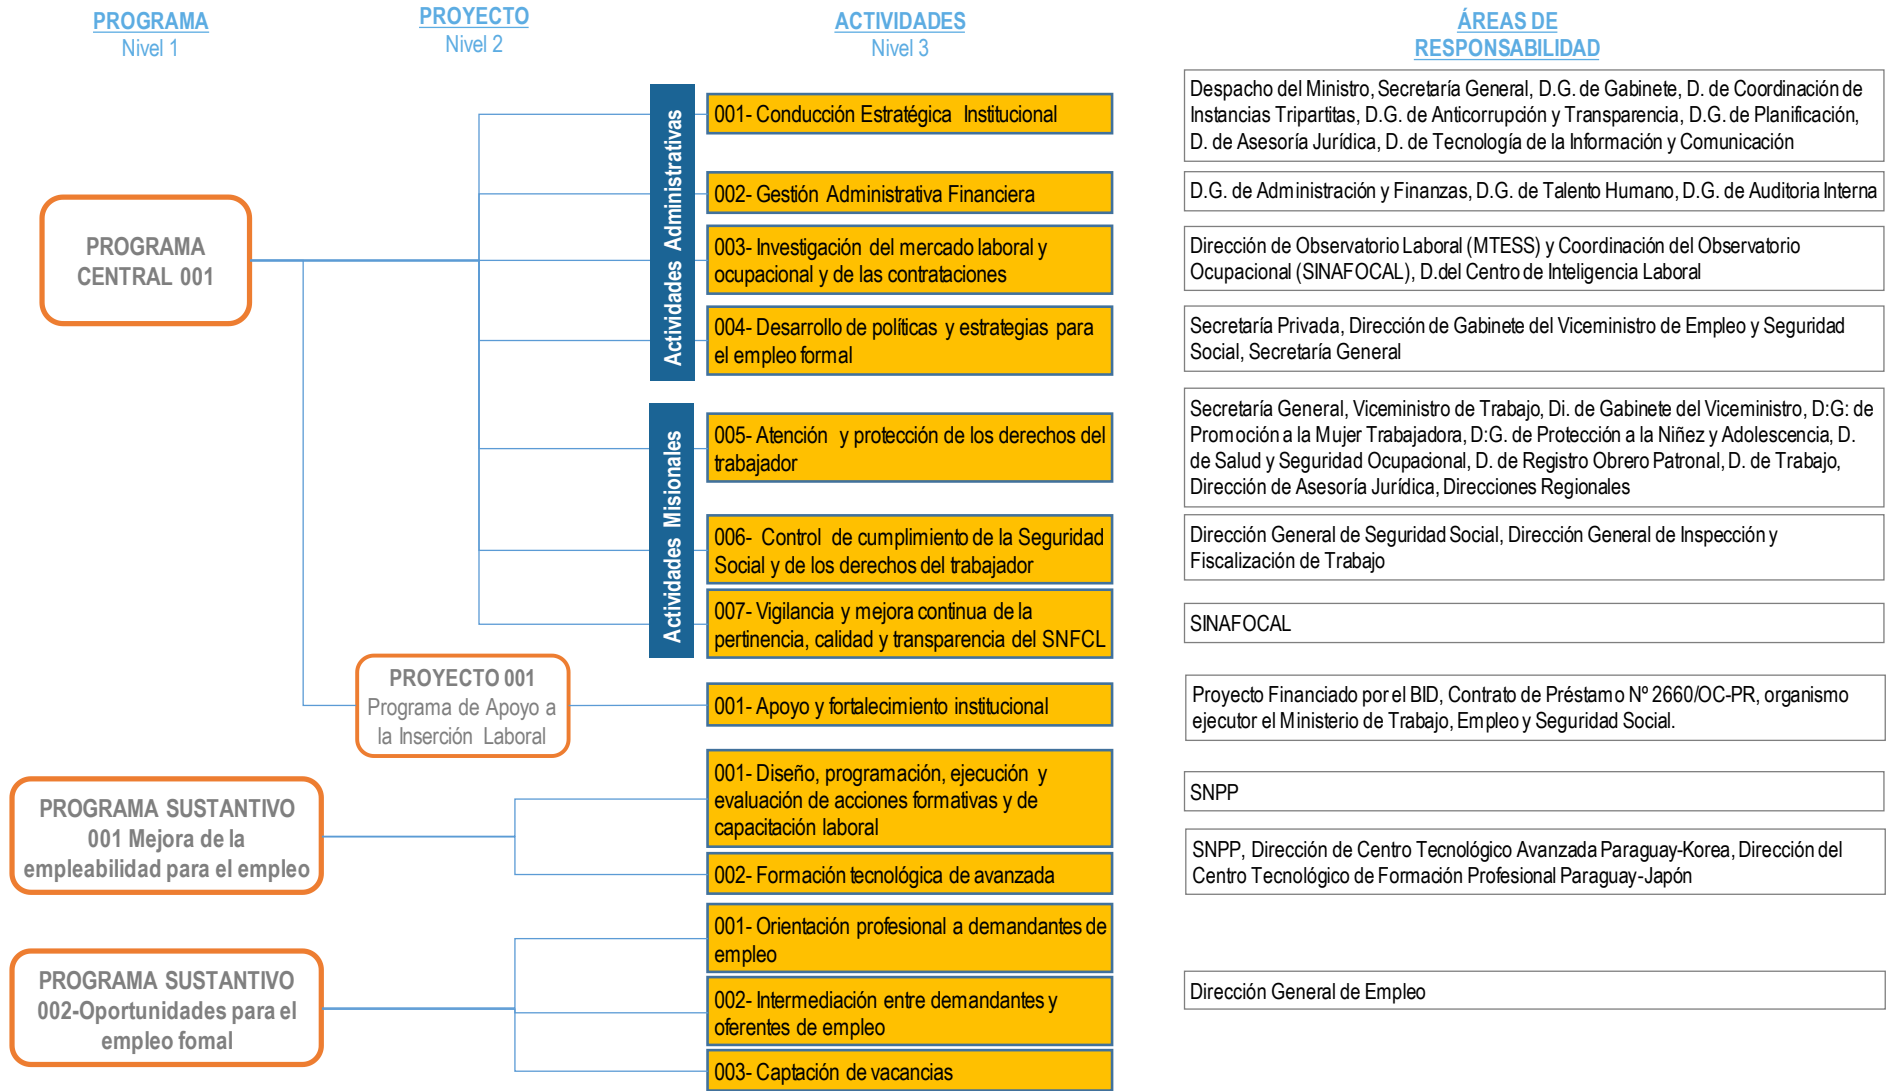 PROGRAMA
Nivel 1
PROYECTO
Nivel 2
ACTIVIDADES
Nivel 3
ÁREAS DE
RESPONSABILIDAD
PROGRAMA
CENTRAL 001
Actividades Administrativas
001- Conducción Estratégica Institucional
Despacho del Ministro, Secretaría General, D.G. de Gabinete, D. de Coordinación de
Instancias Tripartitas, D.G. de Anticorrupción y Transparencia, D.G. de Planificación,
D. de Asesoría Jurídica, D. de Tecnología de la Información y Comunicación
002- Gestión Administrativa Financiera
D.G. de Administración y Finanzas, D.G. de Talento Humano, D.G. de Auditoria Interna
003- Investigación del mercado laboral y
ocupacional y de las contrataciones
Dirección de Observatorio Laboral (MTESS) y Coordinación del Observatorio
Ocupacional (SINAFOCAL), D.del Centro de Inteligencia Laboral
004- Desarrollo de políticas y estrategias para
el empleo formal
Secretaría Privada, Dirección de Gabinete del Viceministro de Empleo y Seguridad
Social, Secretaría General
Actividades Misionales
005- Atención y protección de los derechos del
trabajador
Secretaría General, Viceministro de Trabajo, Di. de Gabinete del Viceministro, D:G: de
Promoción a la Mujer Trabajadora, D:G. de Protección a la Niñez y Adolescencia, D.
de Salud y Seguridad Ocupacional, D. de Registro Obrero Patronal, D. de Trabajo,
Dirección de Asesoría Jurídica, Direcciones Regionales
006- Control de cumplimiento de la Seguridad
Social y de los derechos del trabajador
Dirección General de Seguridad Social, Dirección General de Inspección y
Fiscalización de Trabajo
007- Vigilancia y mejora continua de la
pertinencia, calidad y transparencia del SNFCL
SINAFOCAL
PROYECTO 001
Programa de Apoyo a
la Inserción Laboral
001- Apoyo y fortalecimiento institucional
Proyecto Financiado por el BID, Contrato de Préstamo Nº 2660/OC-PR, organismo
ejecutor el Ministerio de Trabajo, Empleo y Seguridad Social.
PROGRAMA SUSTANTIVO
001 Mejora de la
empleabilidad para el empleo
001- Diseño, programación, ejecución y
evaluación de acciones formativas y de
capacitación laboral
SNPP
002- Formación tecnológica de avanzada
SNPP, Dirección de Centro Tecnológico Avanzada Paraguay-Korea, Dirección del
Centro Tecnológico de Formación Profesional Paraguay-Japón
PROGRAMA SUSTANTIVO
002-Oportunidades para el
empleo fomal
001- Orientación profesional a demandantes de
empleo
002- Intermediación entre demandantes y
oferentes de empleo
003- Captación de vacancias
Dirección General de Empleo